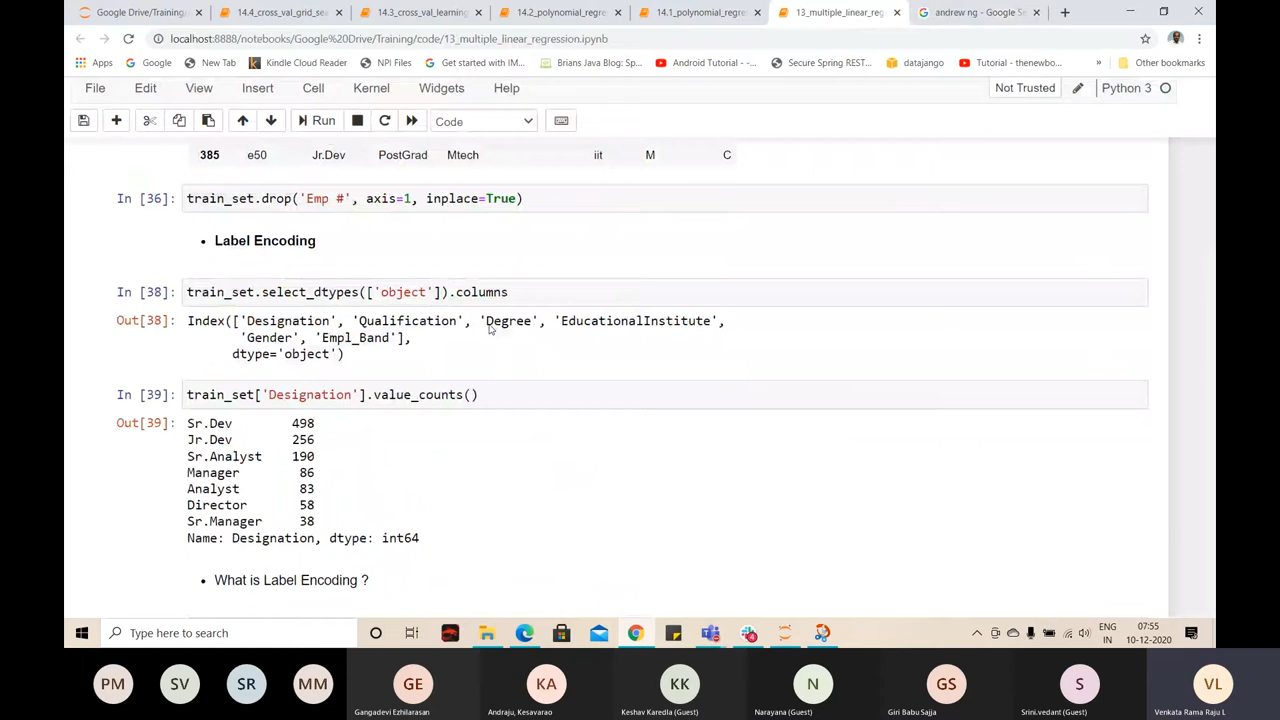 Google Drive/Training/
14.4_cross_val_grid_sea
14.3_cross_val_learning
14.2_polynomial_regre
14.1_polynomial_regre
13_multiple_linear_reg
andrew ng - Google Se
localhost:8888/notebooks/Google%20Drive/Training/code/13_multiple_linear_regression.ipynb
Apps
Google
New Tab
Kindle Cloud Reader
NPI Files
Get started with IM...
Brians Java Blog: Sp...
Android Tutorial - -...
Secure Spring REST...
datajango
Tutorial - thenewbo...
»
Other bookmarks
File Edit View Insert Cell Kernel Widgets Help
Not Trusted
Python 3
Run
Code
385 e50 Jr.Dev PostGrad Mtech iit M C
In [36]: train_set.drop('Emp #', axis=1, inplace=True)
• Label Encoding
In [38]: train_set.select_dtypes(['object']).columns
Out[38]: Index(['Designation', 'Qualification', 'Degree', 'EducationalInstitute',
'Gender', 'Empl_Band'],
dtype='object')
In [39]: train_set['Designation'].value_counts()
Out[39]: Sr.Dev 498
Jr.Dev 256
Sr.Analyst 190
Manager 86
Analyst 83
Director 58
Sr.Manager 38
Name: Designation, dtype: int64
• What is Label Encoding ?
Type here to search
4
ENG
IN
07:55
10-12-2020
PM
SV
SR
MM
GE
Gangadevi Ezhilarasan
KA
Andraju, Kesavarao
KK
Keshav Karedla (Guest)
N
Narayana (Guest)
GS
Giri Babu Sajja
S
Srini.vedant (Guest)
VL
Venkata Rama Raju L